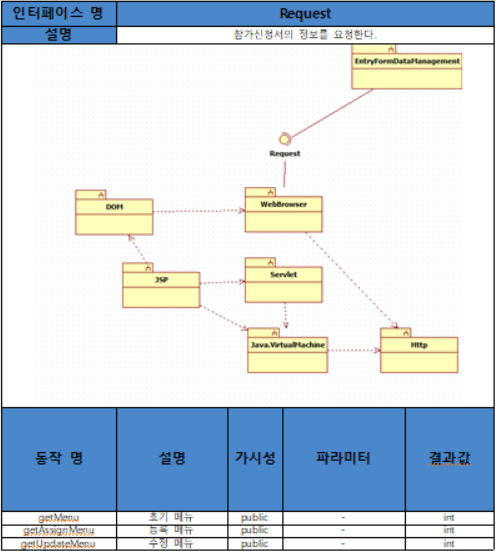 인터페이스 명 Request
설명 참가신청서의 정보를 요청한다.
EntryFormDataManagement
Request
DOM
WebBrowser
JSP
Servlet
Java.VirtualMachine
Http
동작 명 설명 가시성 파라미터 결과값
getMenu 초기 메뉴 public - int
getAssignMenu 등록 메뉴 public - int
getUpdateMenu 수정 메뉴 public - int